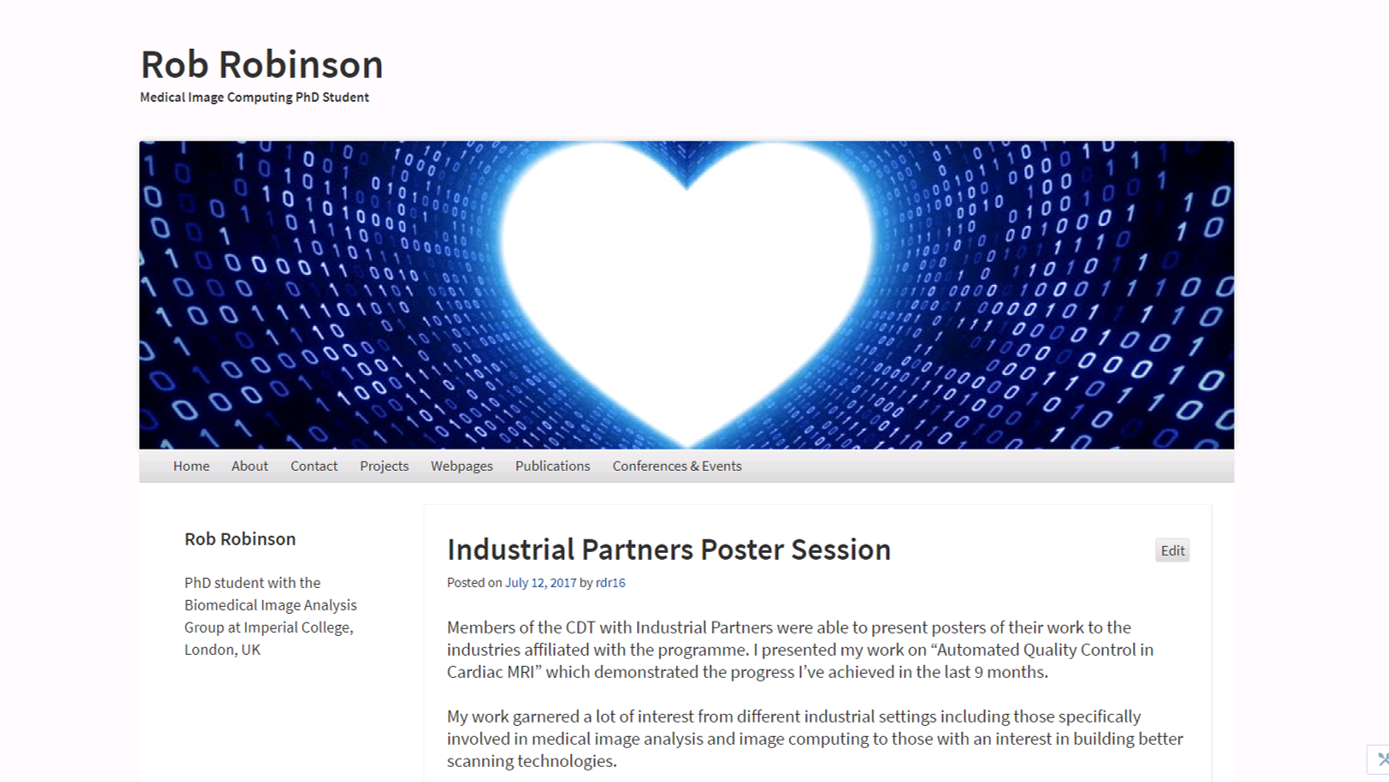 Rob Robinson
Medical Image Computing PhD Student
Home About Contact Projects Webpages Publications Conferences & Events
Rob Robinson
PhD student with the
Biomedical Image Analysis
Group at Imperial College,
London, UK
Industrial Partners Poster Session
Edit
Posted on July 12, 2017 by rdr16
Members of the CDT with Industrial Partners were able to present posters of their work to the
industries affiliated with the programme. I presented my work on “Automated Quality Control in
Cardiac MRI” which demonstrated the progress I’ve achieved in the last 9 months.
My work garnered a lot of interest from different industrial settings including those specifically
involved in medical image analysis and image computing to those with an interest in building better
scanning technologies.